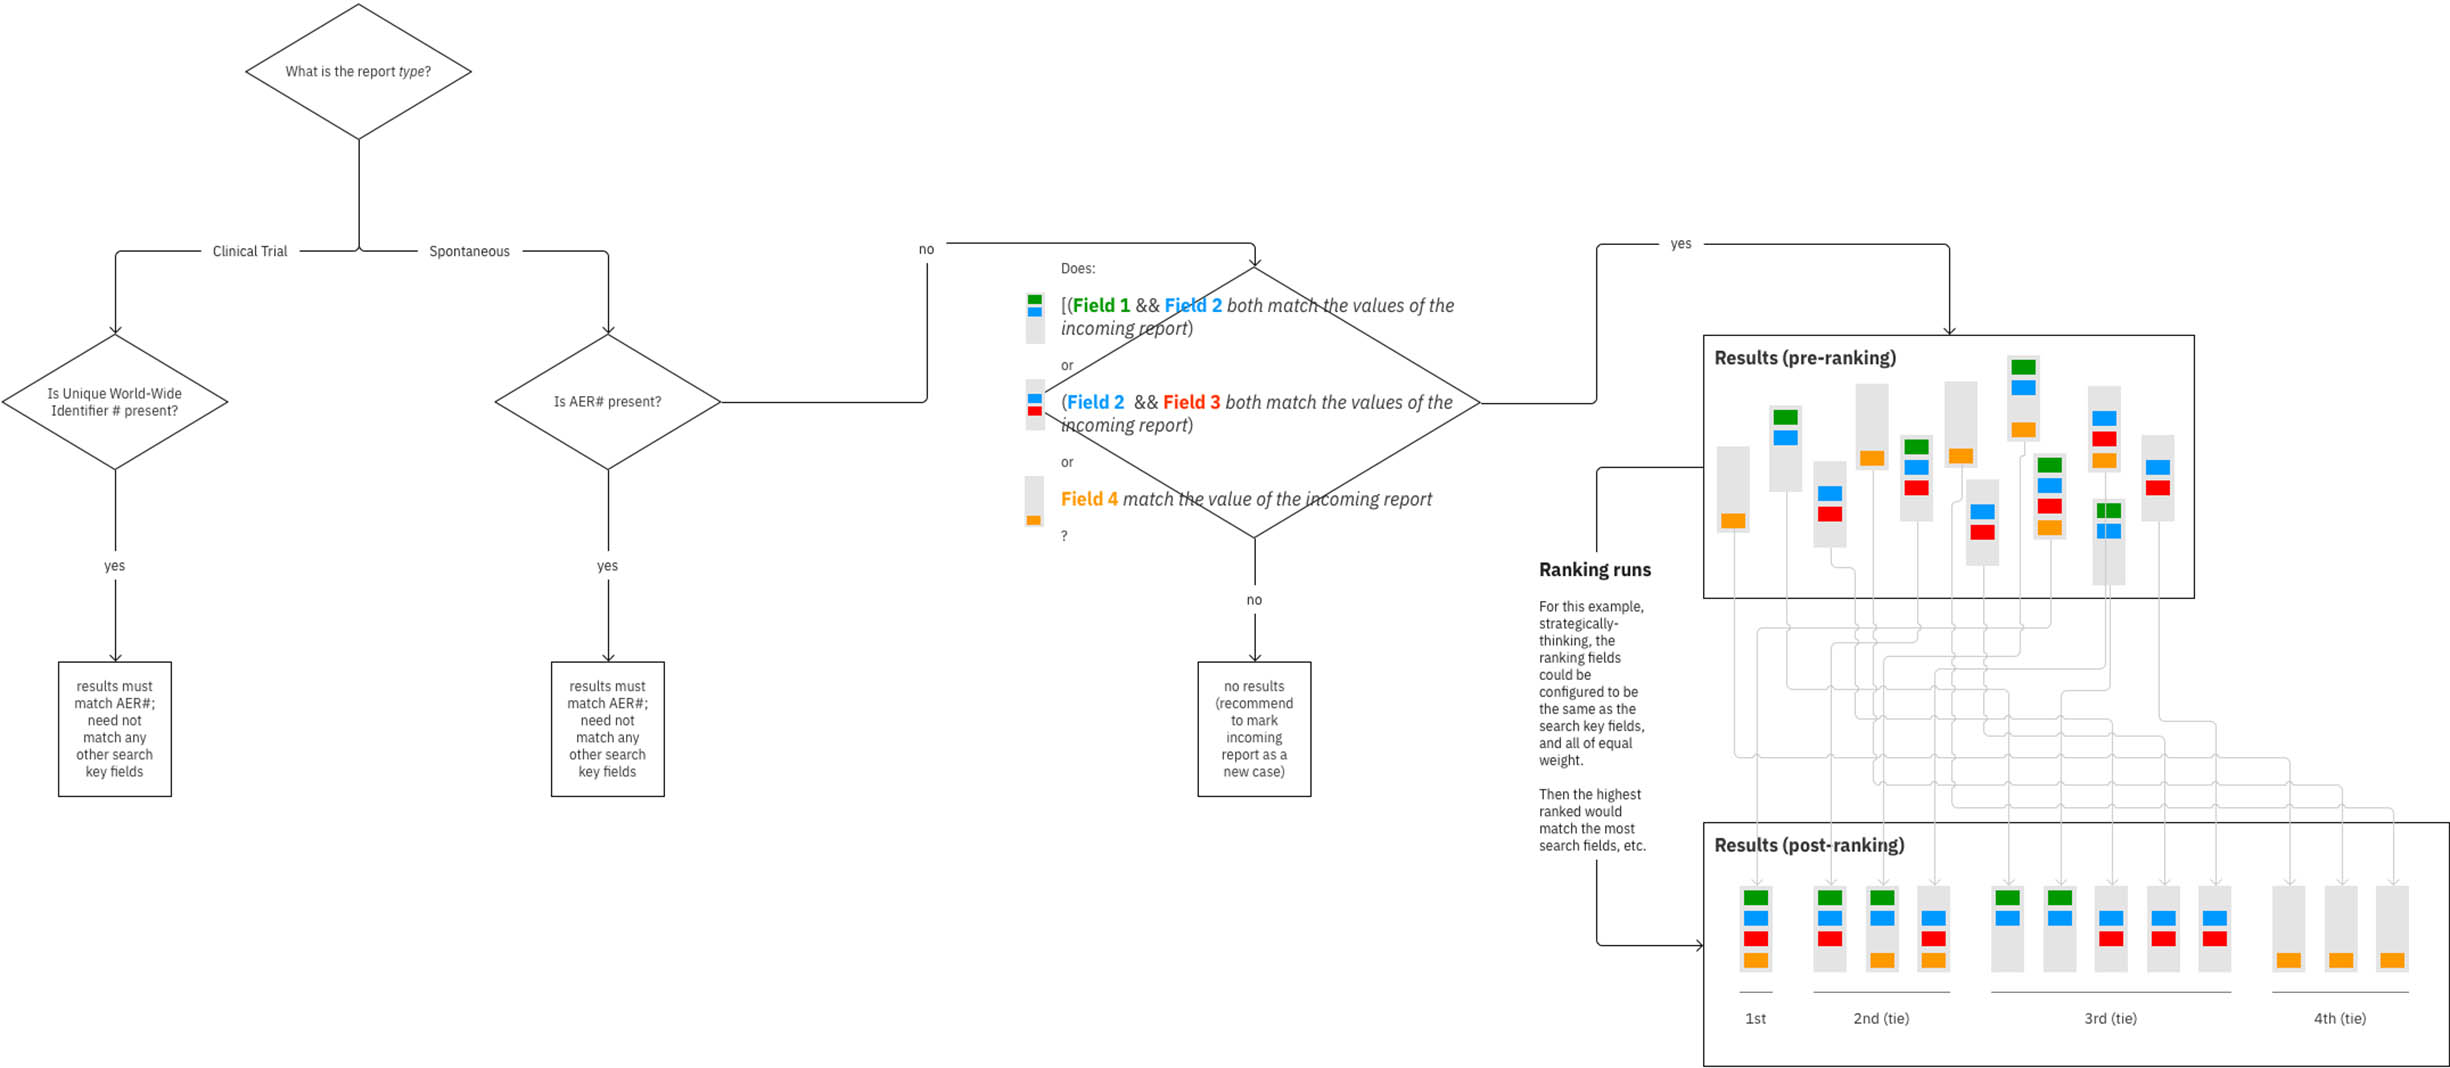 What is the report type?
Clinical Trial
Spontaneous
Is Unique World-Wide
Identifier # present?
yes
results must
match AER#;
need not
match any
other search
key fields
Is AER# present?
yes
results must
match AER#;
need not
match any
other search
key fields
no
Does:
[(Field 1 && Field 2 both match the values of the
incoming report)
or
(Field 2 && Field 3 both match the values of the
incoming report)
or
Field 4 match the value of the incoming report
?
no
no results
(recommend
to mark
incoming
report as a
new case)
yes
Results (pre-ranking)
Ranking runs
For this example,
strategically-
thinking, the
ranking fields
could be
configured to be
the same as the
search key fields,
and all of equal
weight.
Then the highest
ranked would
match the most
search fields, etc.
Results (post-ranking)
1st
2nd (tie)
3rd (tie)
4th (tie)